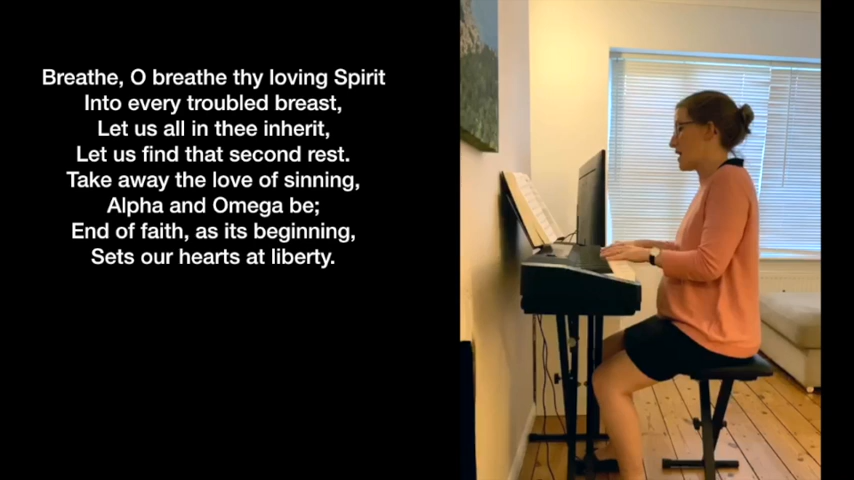 Breathe, O breathe thy loving Spirit
Into every troubled breast,
Let us all in thee inherit,
Let us find that second rest.
Take away the love of sinning,
Alpha and Omega be;
End of faith, as its beginning,
Sets our hearts at liberty.